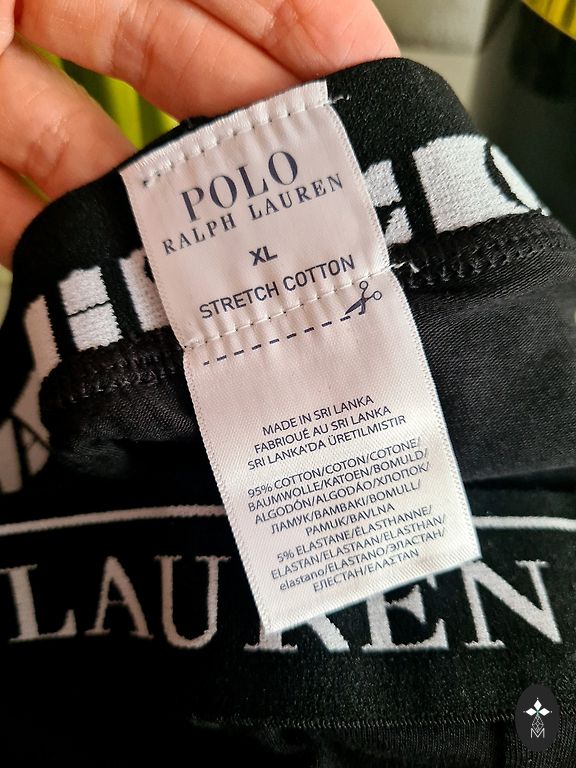 POLO
RALPH LAUREN
XL
STRETCH COTTON
MADE IN SRI LANKA
FABRIQUÉ AU SRI LANKA
SRI LANKA'DA ÜRETILMISTIR
95% COTTON/COTON/COTONE/
BAUMWOLLE/KATOEN/BOMULD/
ALGODÓN/ALGODÃO/ХЛОПОК/
ПАМУК/BAMBAKI/BOMULL/
PAMUK/BAVLNA
5% ELASTANE/ÉLASTHANNE/
ELASTAN/ELASTAAN/ELASTHAN/
elastano/ELASTANO/ЭЛАСТАН/
ЕЛЕСТАН/ΕΛΑΣΤΑΝ
LAUREN